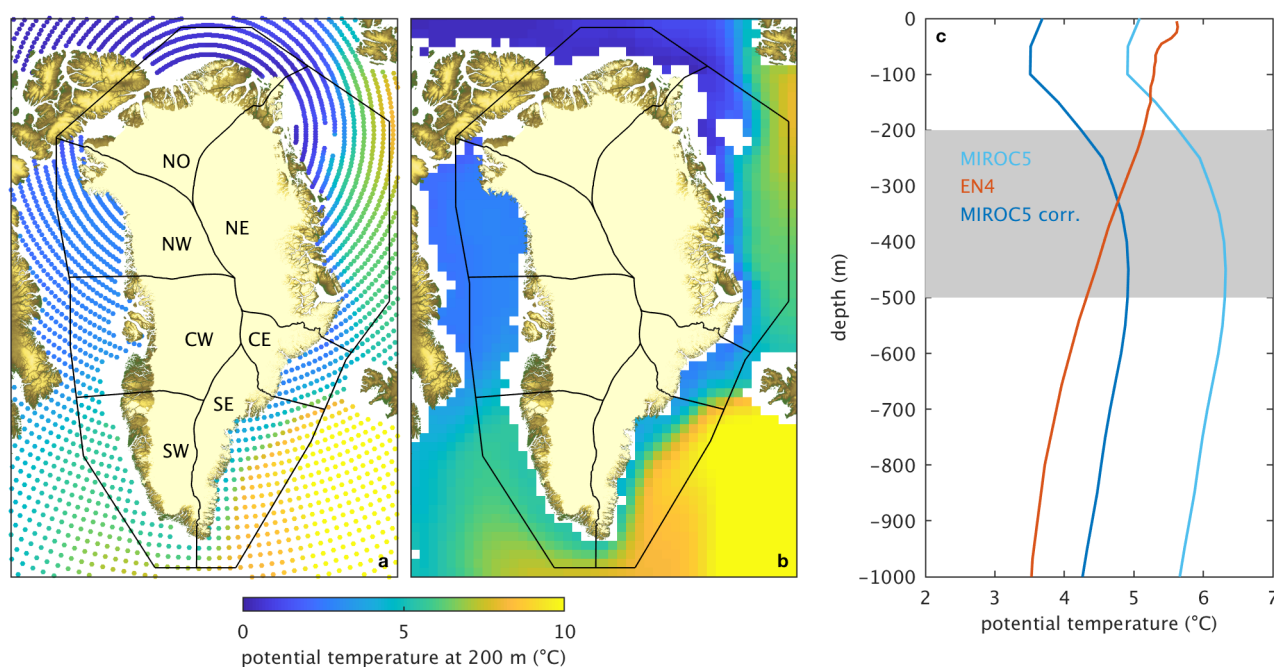 NO
NE
NW
CW
CE
SE
SW
a
b
0
5
10
potential temperature at 200 m (°C)
c
0
-100
-200
-300
-400
-500
-600
-700
-800
-900
-1000
depth (m)
MIROC5
EN4
MIROC5 corr.
2
3
4
5
6
7
potential temperature (°C)